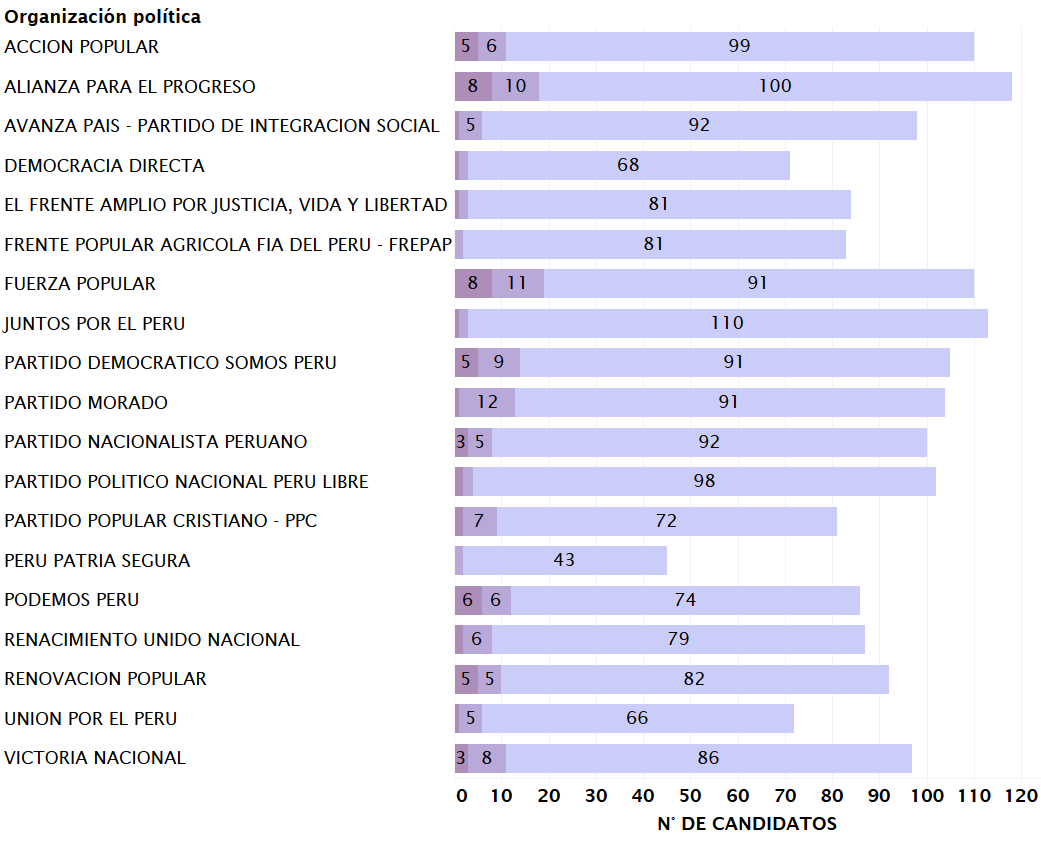 Organización política
ACCION POPULAR 5 6 99
ALIANZA PARA EL PROGRESO 8 10 100
AVANZA PAIS - PARTIDO DE INTEGRACION SOCIAL 5 92
DEMOCRACIA DIRECTA 68
EL FRENTE AMPLIO POR JUSTICIA, VIDA Y LIBERTAD 81
FRENTE POPULAR AGRICOLA FIA DEL PERU - FREPAP 81
FUERZA POPULAR 8 11 91
JUNTOS POR EL PERU 110
PARTIDO DEMOCRATICO SOMOS PERU 5 9 91
PARTIDO MORADO 12 91
PARTIDO NACIONALISTA PERUANO 3 5 92
PARTIDO POLITICO NACIONAL PERU LIBRE 98
PARTIDO POPULAR CRISTIANO - PPC 7 72
PERU PATRIA SEGURA 43
PODEMOS PERU 6 6 74
RENACIMIENTO UNIDO NACIONAL 6 79
RENOVACION POPULAR 5 5 82
UNION POR EL PERU 5 66
VICTORIA NACIONAL 3 8 86
0 10 20 30 40 50 60 70 80 90 100 110 120
N° DE CANDIDATOS